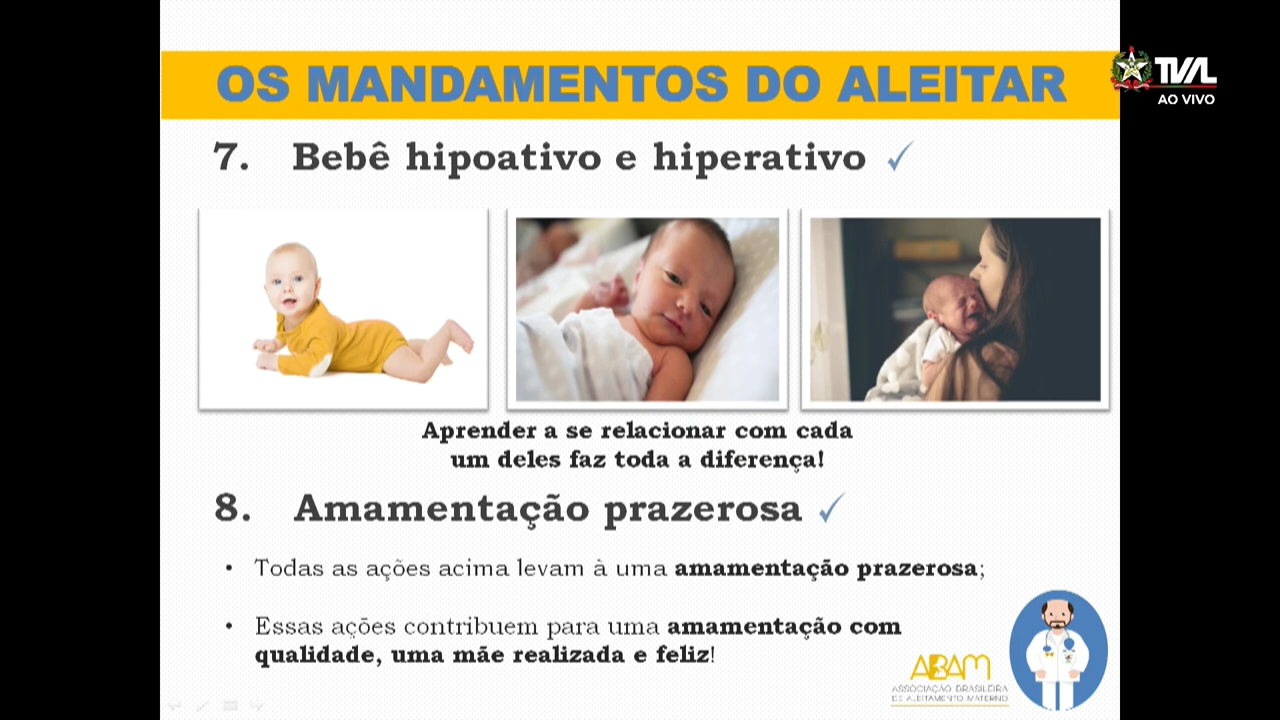 OS MANDAMENTOS DO ALEITAR
TVAL
AO VIVO
7. Bebê hipoativo e hiperativo ✓
Aprender a se relacionar com cada
um deles faz toda a diferença!
8. Amamentação prazerosa ✓
• Todas as ações acima levam à uma amamentação prazerosa;
• Essas ações contribuem para uma amamentação com
qualidade, uma mãe realizada e feliz!
ABAM
ASSOCIAÇÃO BRASILEIRA
DE ALEITAMENTO MATERNO